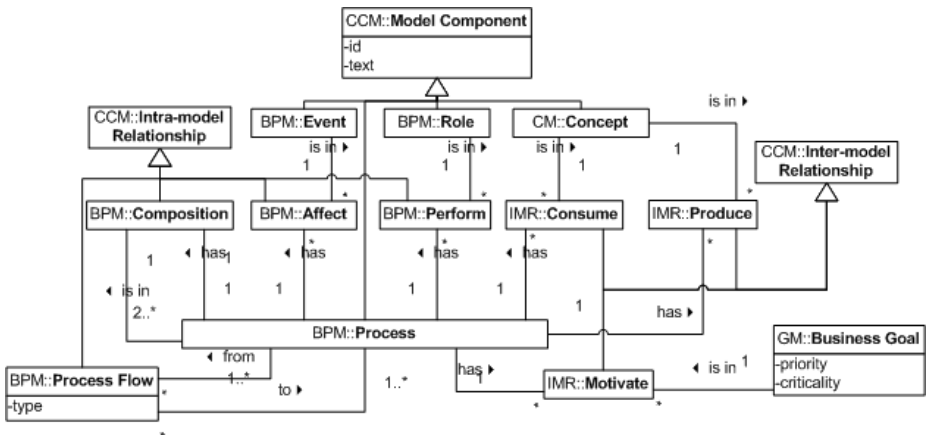 CCM::Model Component
-id
-text
is in ▶
CCM::Intra-model
Relationship
BPM::Event
BPM::Role
CM::Concept
CCM::Inter-model
Relationship
is in ▶
is in ▶
is in ▶
1
1
1
1
*
*
*
*
BPM::Composition
BPM::Affect
BPM::Perform
IMR::Consume
IMR::Produce
*
*
*
*
1
◀ has
1
◀ has
◀ has
◀ has
◀ is in
1
1
1
1
1
2..*
has ▶
BPM::Process
GM::Business Goal
-priority
-criticality
◀ from
1..*
1..*
has ▶
1
◀ is in
1
BPM::Process Flow
-type
*
to ▶
IMR::Motivate
*
*
*